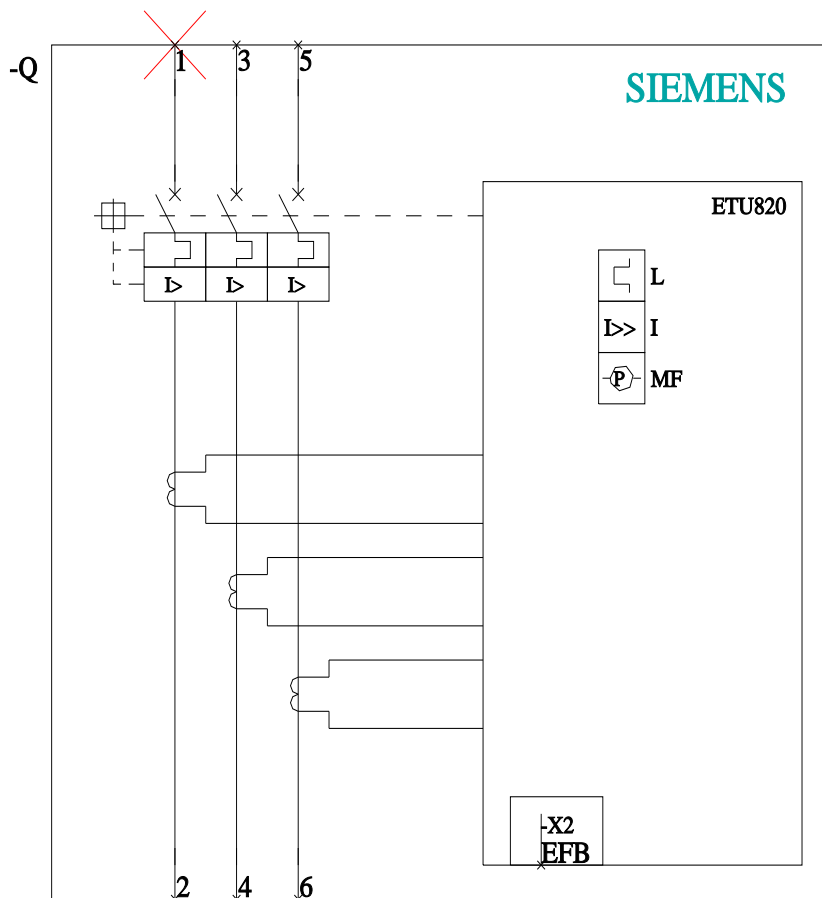 1 3 5
-Q
SIEMENS
ETU820
L
I> I> I>
I>> I
P MF
-X2
EFB
2 4 6